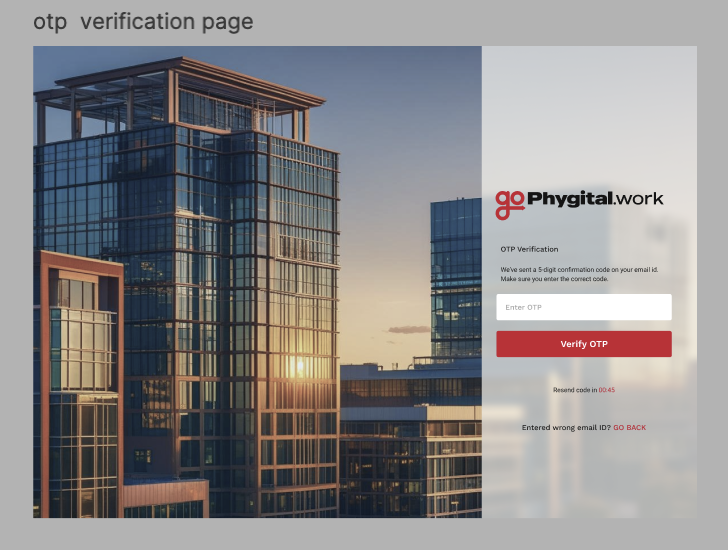 otp verification page
go Phygital.work
OTP Verification
We've sent a 5-digit confirmation code on your email id.
Make sure you enter the correct code.
Enter OTP
Verify OTP
Resend code in 00:45
Entered wrong email ID? GO BACK